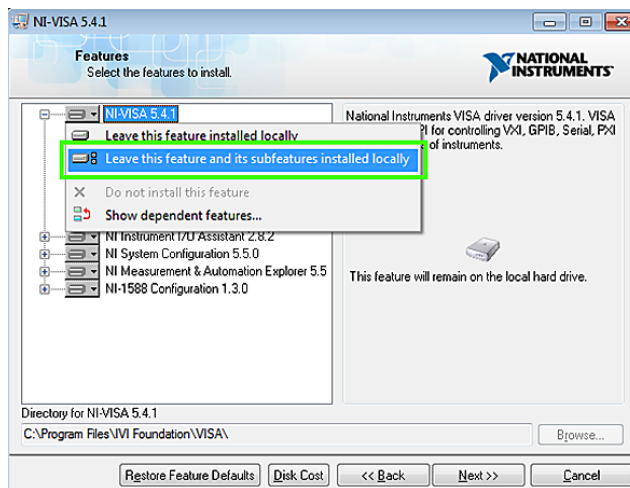 NI-VISA 5.4.1
Features
Select the features to install.
NATIONAL
INSTRUMENTS
NI-VISA 5.4.1
Leave this feature installed locally
Leave this feature and its subfeatures installed locally
Do not install this feature
Show dependent features...
NI Instrument I/O Assistant 2.8.2
NI System Configuration 5.5.0
NI Measurement & Automation Explorer 5.5
NI-1588 Configuration 1.3.0
National Instruments VISA driver version 5.4.1. VISA
PI for controlling VXI, GPIB, Serial, PXI
of instruments.
This feature will remain on the local hard drive.
Directory for NI-VISA 5.4.1
C:\Program Files\IVI Foundation\VISA\
Browse...
Restore Feature Defaults
Disk Cost
<< Back
Next >>
Cancel